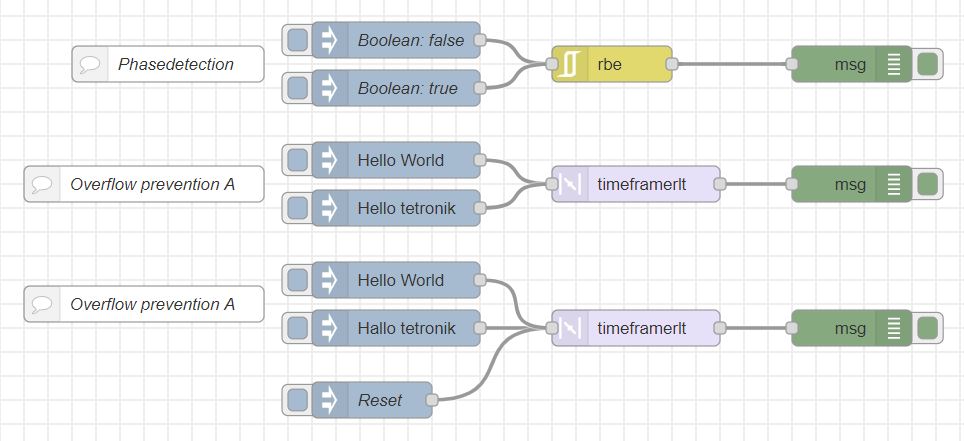 Boolean: false
Phasedetection
rbe
msg
Boolean: true
Hello World
Overflow prevention A
timeframerlt
msg
Hello tetronik
Hello World
Overflow prevention A
Hallo tetronik
timeframerlt
msg
Reset